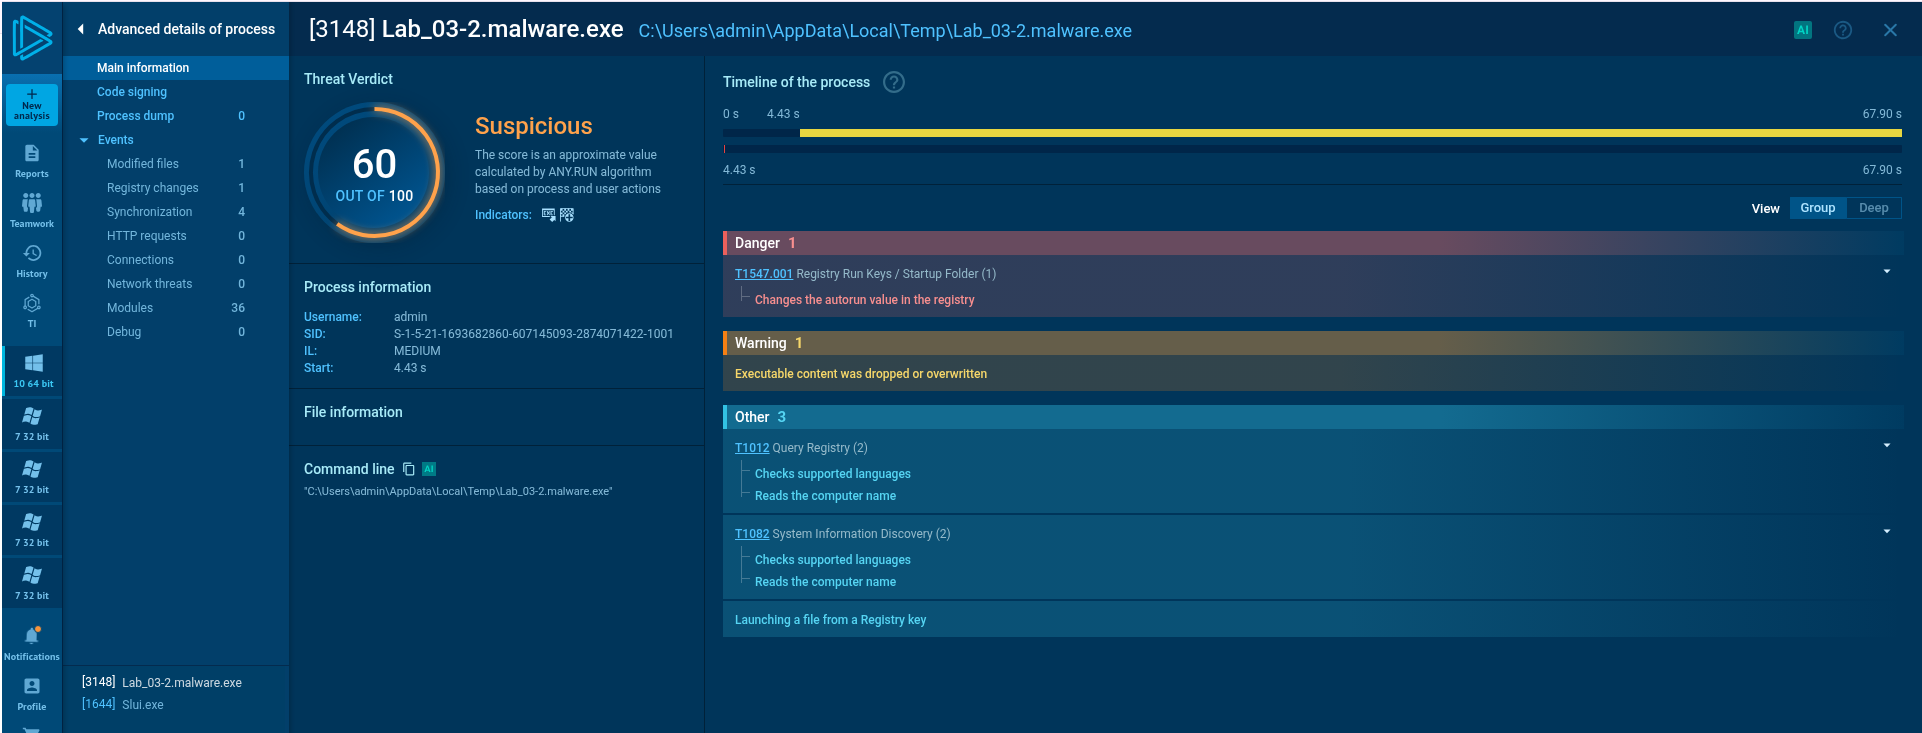 New
analysis
Reports
Teamwork
History
TI
10 64 bit
7 32 bit
7 32 bit
7 32 bit
7 32 bit
Notifications
Profile
Advanced details of process
Main information
Code signing
Process dump 0
Events
Modified files 1
Registry changes 1
Synchronization 4
HTTP requests 0
Connections 0
Network threats 0
Modules 36
Debug 0
[3148] Lab_03-2.malware.exe
[1644] Slui.exe
[3148] Lab_03-2.malware.exe C:\Users\admin\AppData\Local\Temp\Lab_03-2.malware.exe
AI
Threat Verdict
60
OUT OF 100
Suspicious
The score is an approximate value
calculated by ANY.RUN algorithm
based on process and user actions
Indicators:
Process information
Username: admin
SID: S-1-5-21-1693682860-607145093-2874071422-1001
IL: MEDIUM
Start: 4.43 s
File information
Command line AI
"C:\Users\admin\AppData\Local\Temp\Lab_03-2.malware.exe"
Timeline of the process ?
0 s 4.43 s 67.90 s
4.43 s 67.90 s
View Group Deep
Danger 1
T1547.001 Registry Run Keys / Startup Folder (1)
Changes the autorun value in the registry
Warning 1
Executable content was dropped or overwritten
Other 3
T1012 Query Registry (2)
Checks supported languages
Reads the computer name
T1082 System Information Discovery (2)
Checks supported languages
Reads the computer name
Launching a file from a Registry key